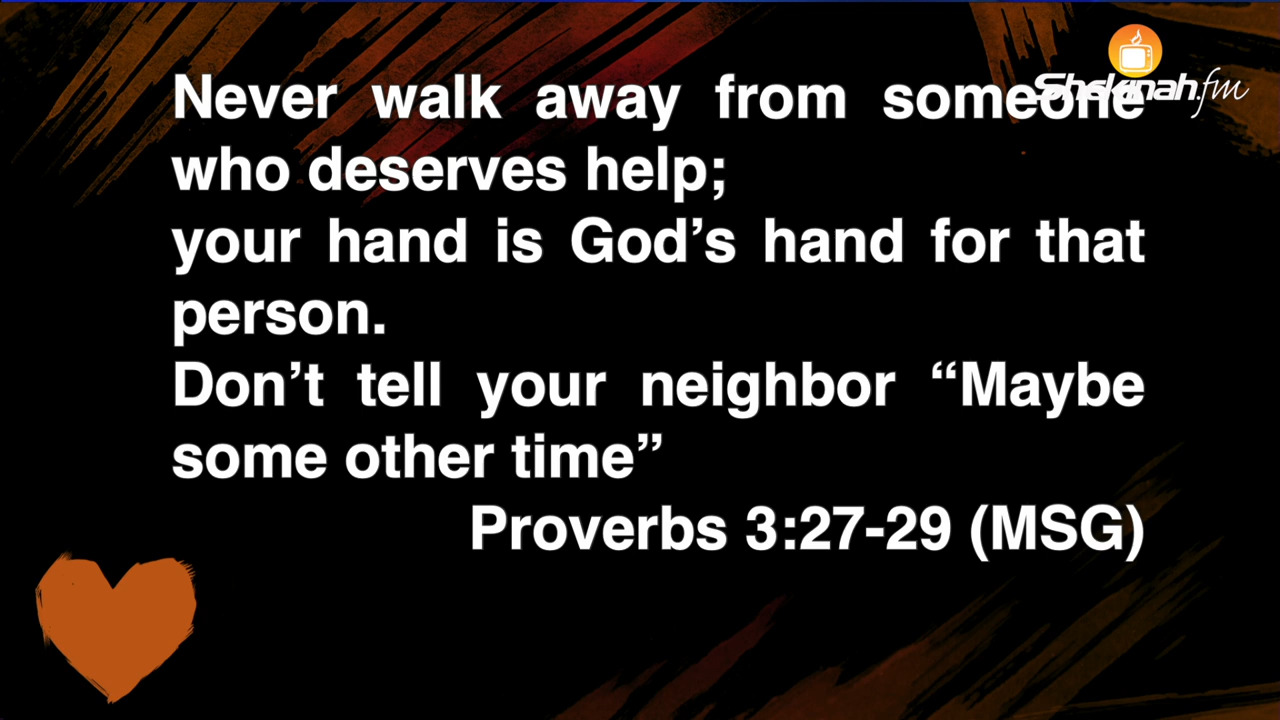 Shekinah.fm
Never walk away from someone
who deserves help;
your hand is God’s hand for that
person.
Don’t tell your neighbor “Maybe
some other time”
Proverbs 3:27-29 (MSG)